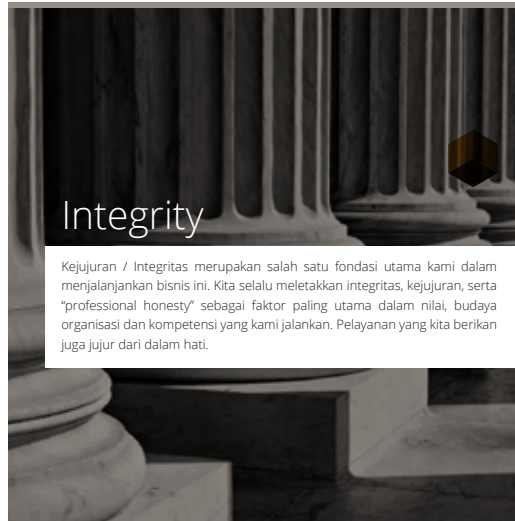 Integrity
Kejujuran / Integritas merupakan salah satu fondasi utama kami dalam
menjalanjankan bisnis ini. Kita selalu meletakkan integritas, kejujuran, serta
“professional honesty” sebagai faktor paling utama dalam nilai, budaya
organisasi dan kompetensi yang kami jalankan. Pelayanan yang kita berikan
juga jujur dari dalam hati.